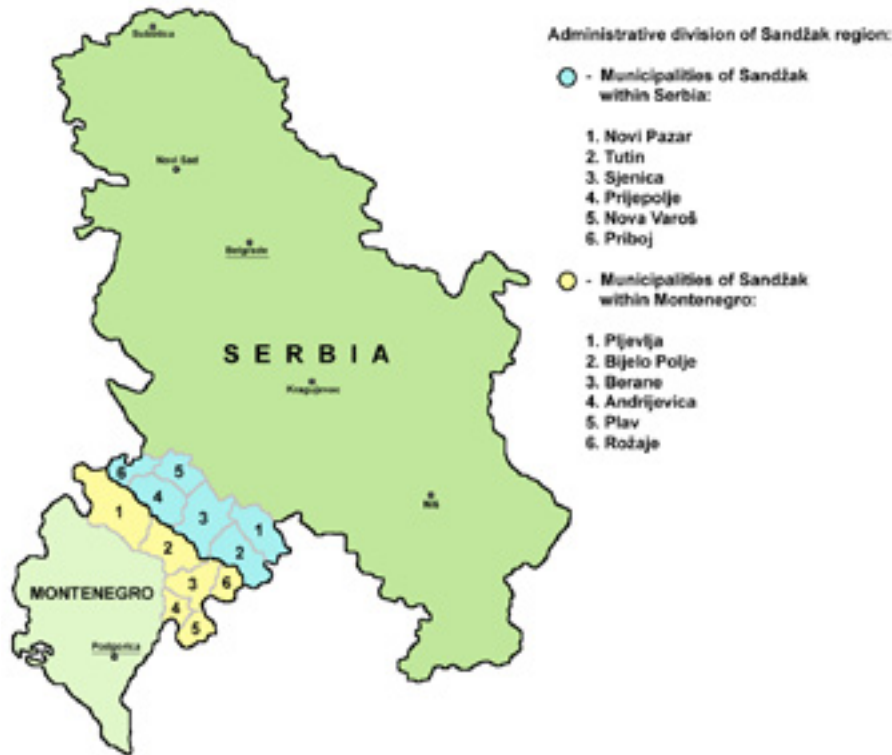 Subotica
Novi Sad
Belgrade
SERBIA
Kragujevac
Niš
6
5
4
3
1
2
1
2
3
6
4
5
MONTENEGRO
Podgorica
Administrative division of Sandžak region:
- Municipalities of Sandžak
within Serbia:
1. Novi Pazar
2. Tutin
3. Sjenica
4. Prijepolje
5. Nova Varoš
6. Priboj
- Municipalities of Sandžak
within Montenegro:
1. Pljevlja
2. Bijelo Polje
3. Berane
4. Andrijevica
5. Plav
6. Rožaje